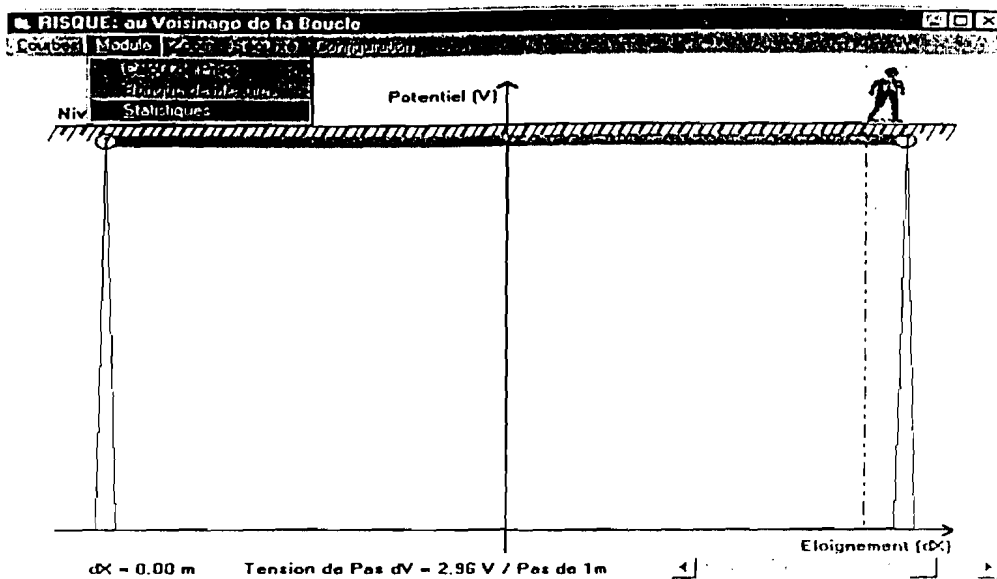 RISQUE: au Voisinage de la Boucle
Courbes Module Zoom Configuration
Statistiques
Niv
Potentiel (V)
Eloignement (dX)
dX = 0.00 m Tension de Pas dV = 2,96 V / Pas de 1m